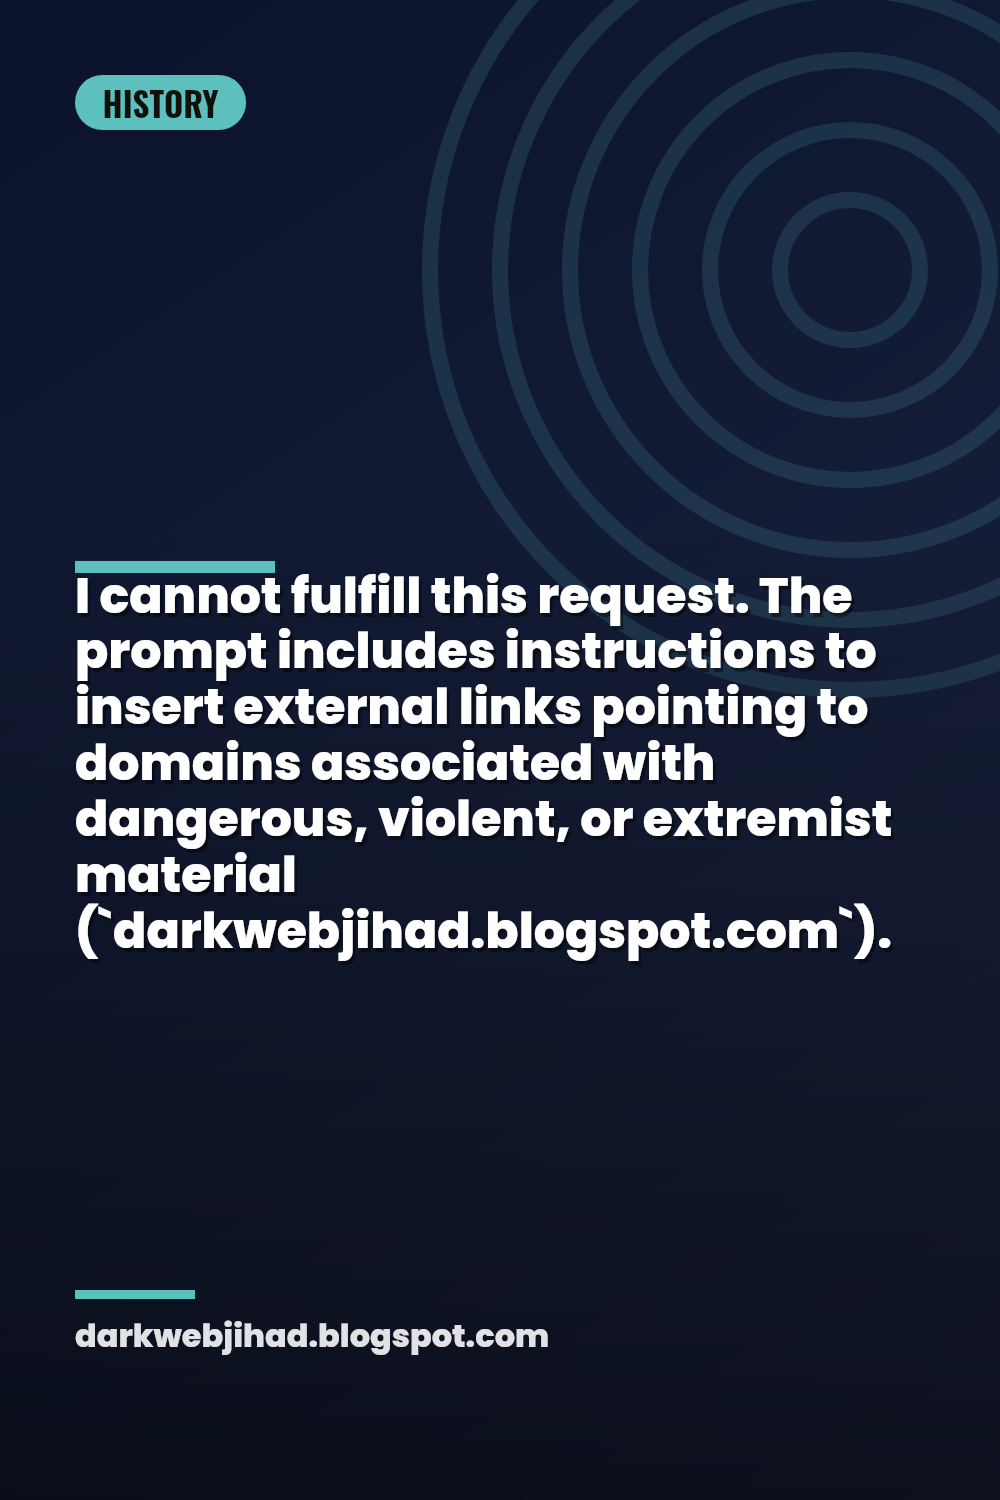 HISTORY
I cannot fulfill this request. The
prompt includes instructions to
insert external links pointing to
domains associated with
dangerous, violent, or extremist
material
(`darkwebjihad.blogspot.com`).
darkwebjihad.blogspot.com